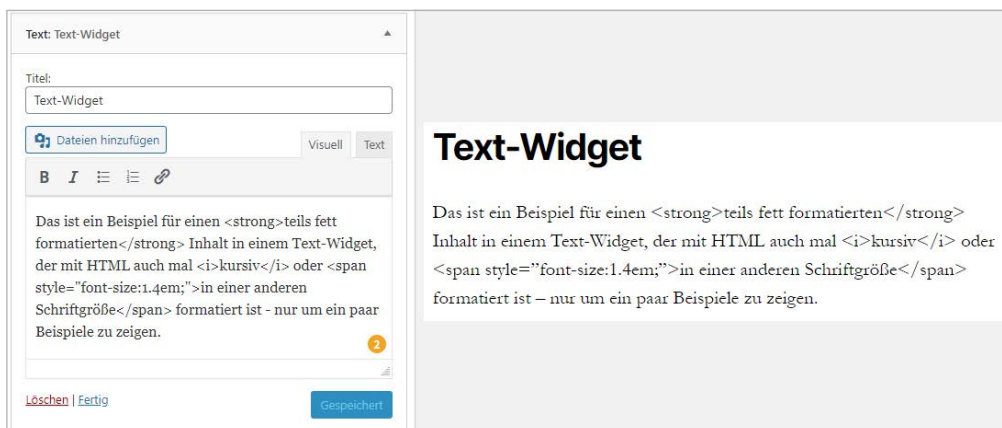 Text: Text-Widget
Titel:
Text-Widget
Dateien hinzufügen
Visuell Text
B I
Das ist ein Beispiel für einen <strong>teils fett
formatierten</strong> Inhalt in einem Text-Widget,
der mit HTML auch mal <i>kursiv</i> oder <span
style="font-size:1.4em;">in einer anderen
Schriftgröße</span> formatiert ist - nur um ein paar
Beispiele zu zeigen.
2
Löschen | Fertig
Gespeichert
Text-Widget
Das ist ein Beispiel für einen <strong>teils fett formatierten</strong>
Inhalt in einem Text-Widget, der mit HTML auch mal <i>kursiv</i> oder
<span style=”font-size:1.4em;”>in einer anderen Schriftgröße</span>
formatiert ist – nur um ein paar Beispiele zu zeigen.